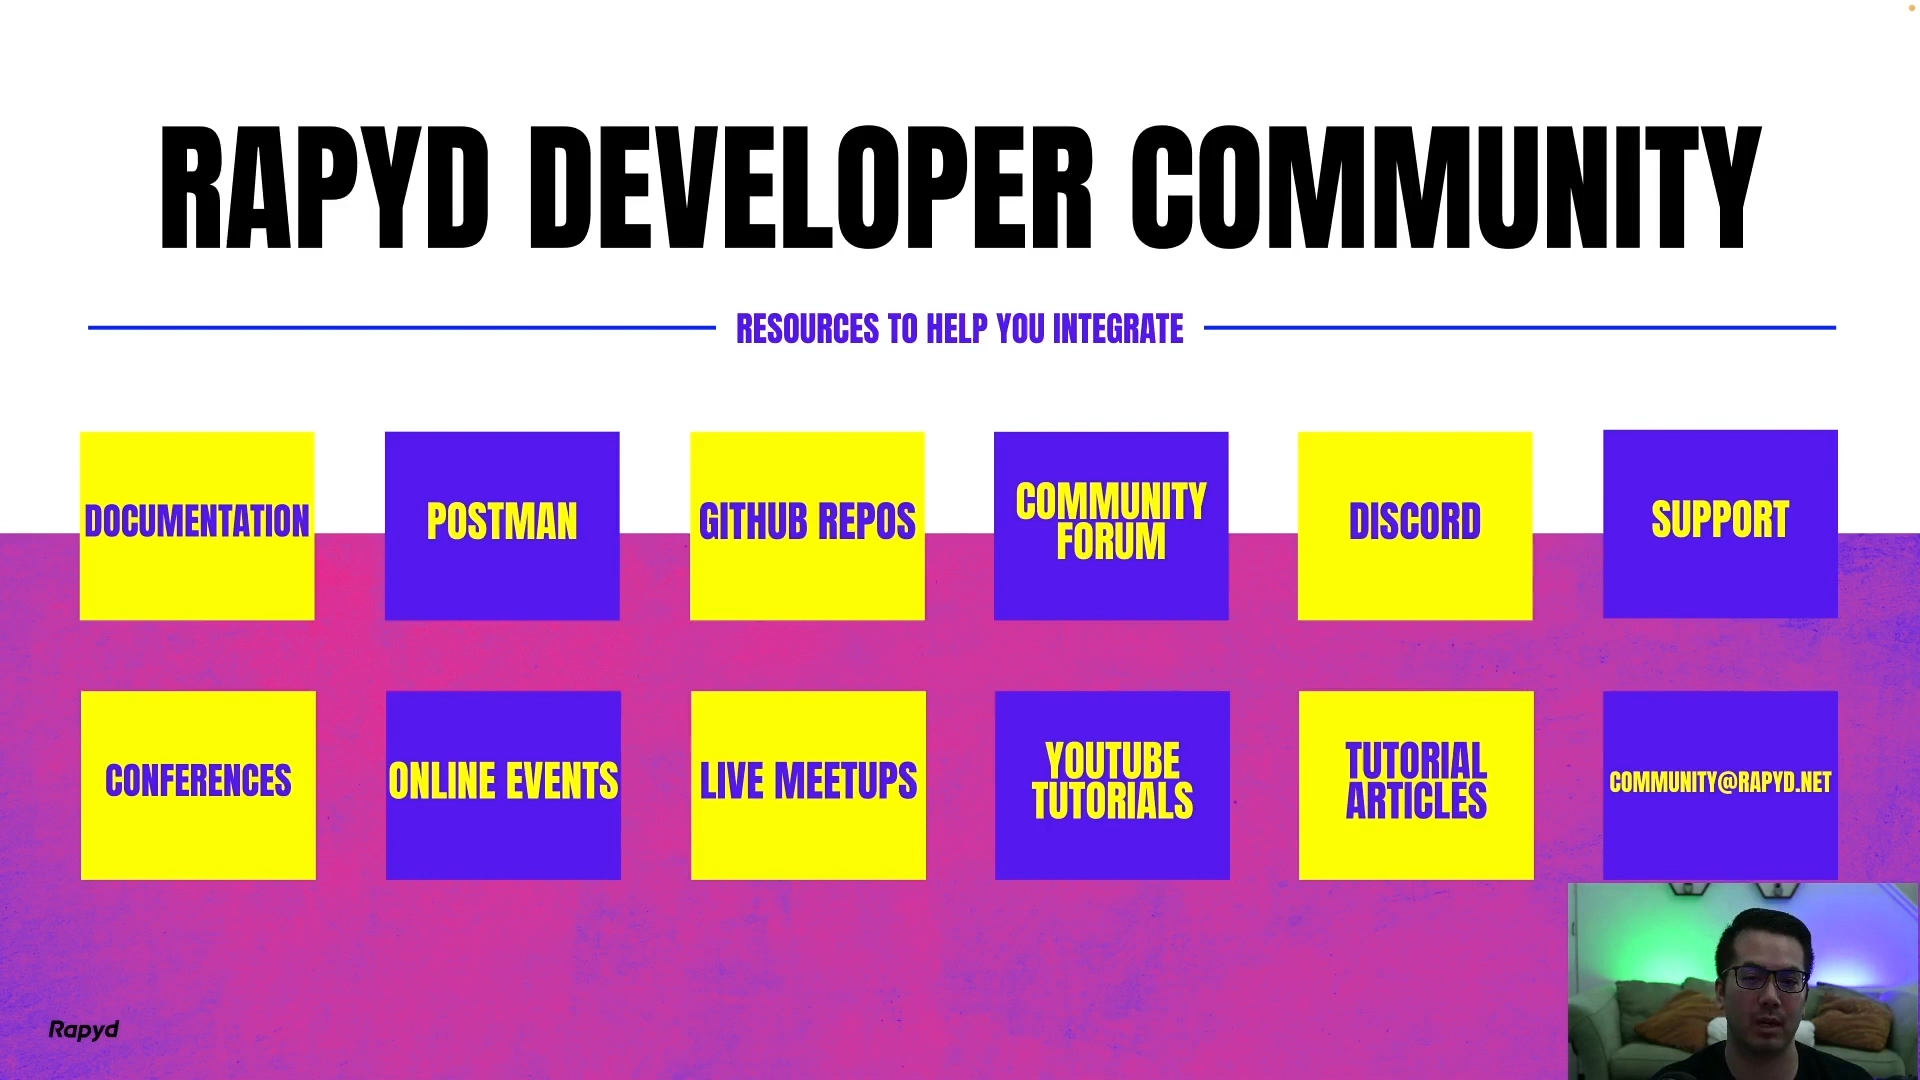 RAPYD DEVELOPER COMMUNITY
RESOURCES TO HELP YOU INTEGRATE
DOCUMENTATION
POSTMAN
GITHUB REPOS
COMMUNITY
FORUM
DISCORD
SUPPORT
CONFERENCES
ONLINE EVENTS
LIVE MEETUPS
YOUTUBE
TUTORIALS
TUTORIAL
ARTICLES
COMMUNITY@RAPYD.NET
Rapyd